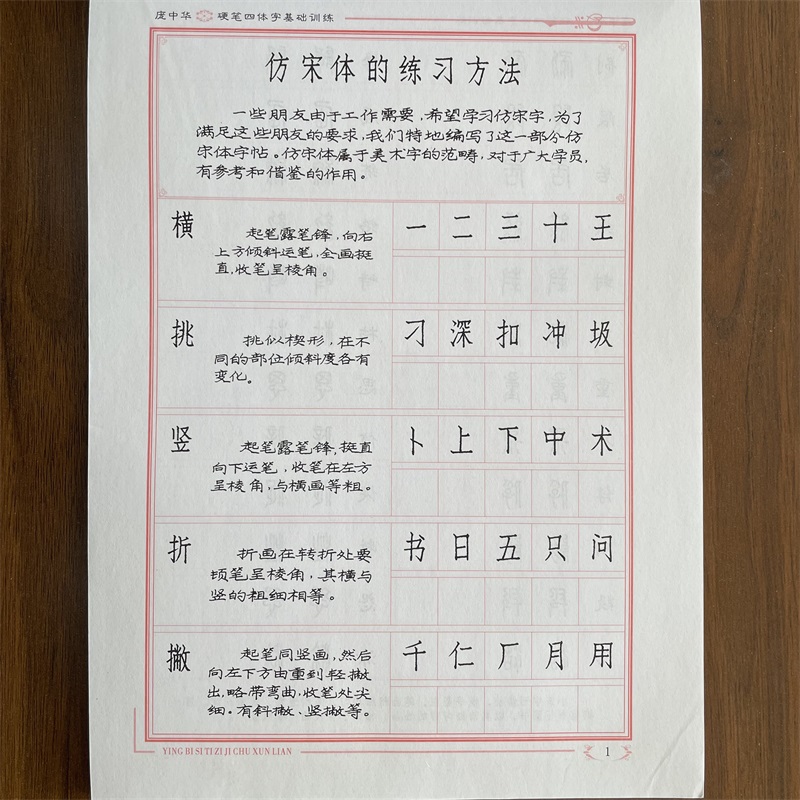 庞中华 硬笔四体字基础训练
仿宋体的练习方法
一些朋友由于工作需要,希望学习仿宋字,为了
满足这些朋友的要求,我们特地编写了这一部分仿
宋体字帖。仿宋体属于美术字的范畴,对于广大学员,
有参考和借鉴的作用。
横
起笔露笔锋,向右
上方倾斜运笔,全画挺
直,收笔呈棱角。
一 二 三 十 王
挑
挑似楔形,在不
同的部位倾斜度各有
变化。
刁 深 扣 冲 圾
竖
起笔露笔锋,挺直
向下运笔,收笔在左方
呈棱角,与横画等粗。
卜 上 下 中 术
折
折画在转折处要
顿笔呈棱角,其横与
竖的粗细相等。
书 日 五 只 问
撇
起笔同竖画,然后
向左下方由重到轻撇
出,略带弯曲,收笔处尖
细。有斜撇、竖撇等。
千 仁 厂 月 用
YING BI SI TI ZI JI CHU XUN LIAN
1